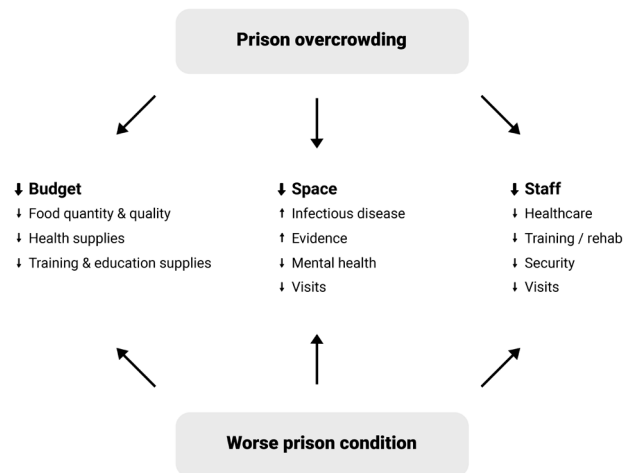 Prison overcrowding
↓ Budget
↓ Food quantity & quality
↓ Health supplies
↓ Training & education supplies
↓ Space
↑ Infectious disease
↑ Evidence
↓ Mental health
↓ Visits
↓ Staff
↓ Healthcare
↓ Training / rehab
↓ Security
↓ Visits
Worse prison condition